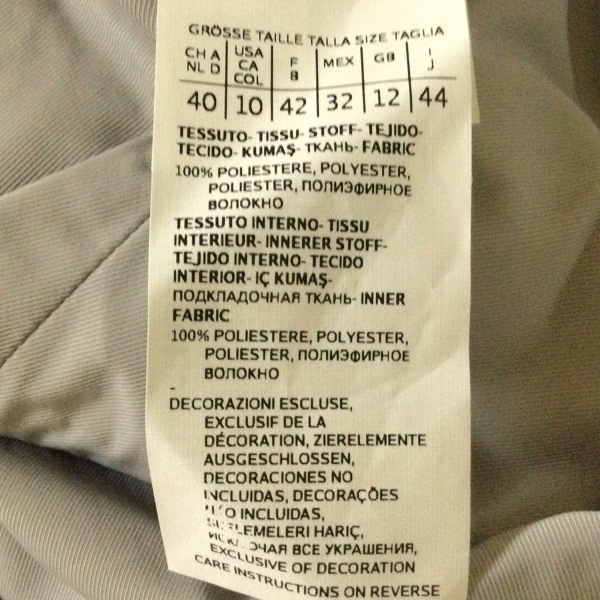 GRÖSSE TAILLE TALLA SIZE TAGLIA
CH A NL D | USA CA COL | F B | MEX | GB | I J
40 | 10 | 42 | 32 | 12 | 44
TESSUTO- TISSU- STOFF- TEJIDO-
TECIDO- KUMAŞ- ТКАНЬ- FABRIC
100% POLIESTERE, POLYESTER,
POLIESTER, ПОЛИЭФИРНОЕ
ВОЛОКНО
TESSUTO INTERNO- TISSU
INTERIEUR- INNERER STOFF-
TEJIDO INTERNO- TECIDO
INTERIOR- IÇ KUMAŞ-
ПОДКЛАДОЧНАЯ ТКАНЬ- INNER
FABRIC
100% POLIESTERE, POLYESTER,
POLIESTER, ПОЛИЭФИРНОЕ
ВОЛОКНО
-
DECORAZIONI ESCLUSE,
EXCLUSIF DE LA
DÉCORATION, ZIERELEMENTE
AUSGESCHLOSSEN,
DECORACIONES NO
INCLUIDAS, DECORAÇÕES
INCLUIDAS,
HARIÇ,
ВСЕ УКРАШЕНИЯ,
EXCLUSIVE OF DECORATION
CARE INSTRUCTIONS ON REVERSE